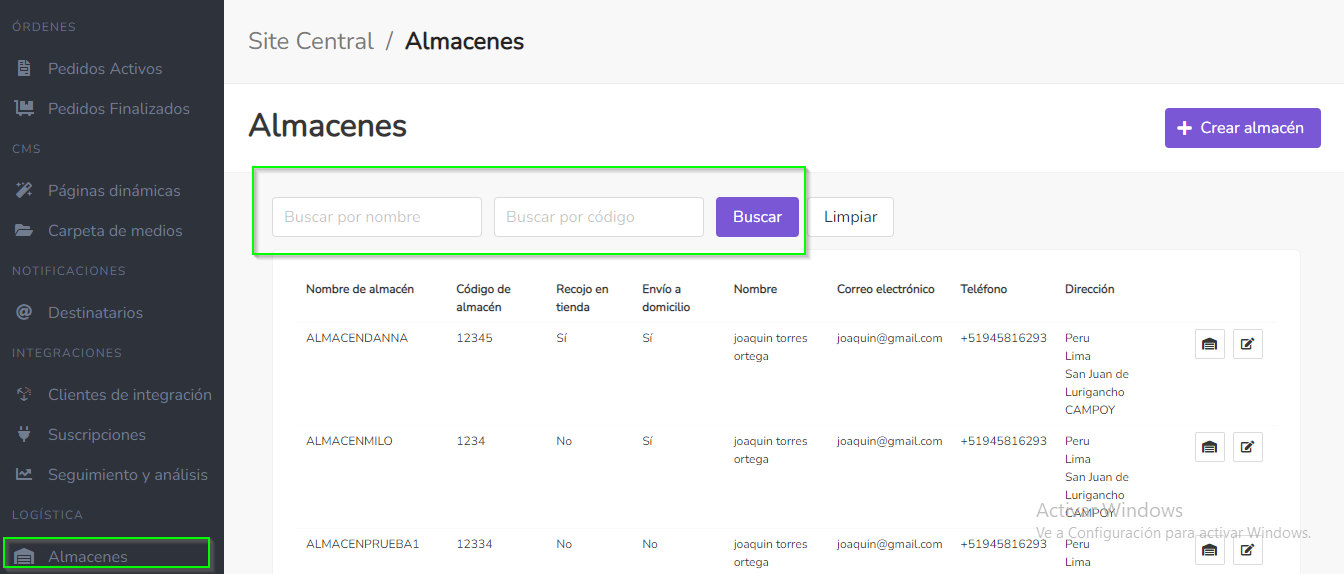 ÓRDENES
Pedidos Activos
Pedidos Finalizados
CMS
Páginas dinámicas
Carpeta de medios
NOTIFICACIONES
Destinatarios
INTEGRACIONES
Clientes de integración
Suscripciones
Seguimiento y análisis
LOGÍSTICA
Almacenes
Site Central / Almacenes
Almacenes
Crear almacén
Buscar por nombre Buscar por código Buscar Limpiar
Nombre de almacén Código de almacén Recojo en tienda Envío a domicilio Nombre Correo electrónico Teléfono Dirección
ALMACENDANNA 12345 Sí Sí joaquin torres ortega joaquin@gmail.com +51945816293 Peru
Lima
San Juan de
Lurigancho
CAMPOY
ALMACENMILO 1234 No Sí joaquin torres ortega joaquin@gmail.com +51945816293 Peru
Lima
San Juan de
Lurigancho
CAMPOY
ALMACENPRUEBA1 12334 No No joaquin torres ortega joaquin@gmail.com +51945816293 Peru
Lima
Activar Windows
Ve a Configuración para activar Windows.